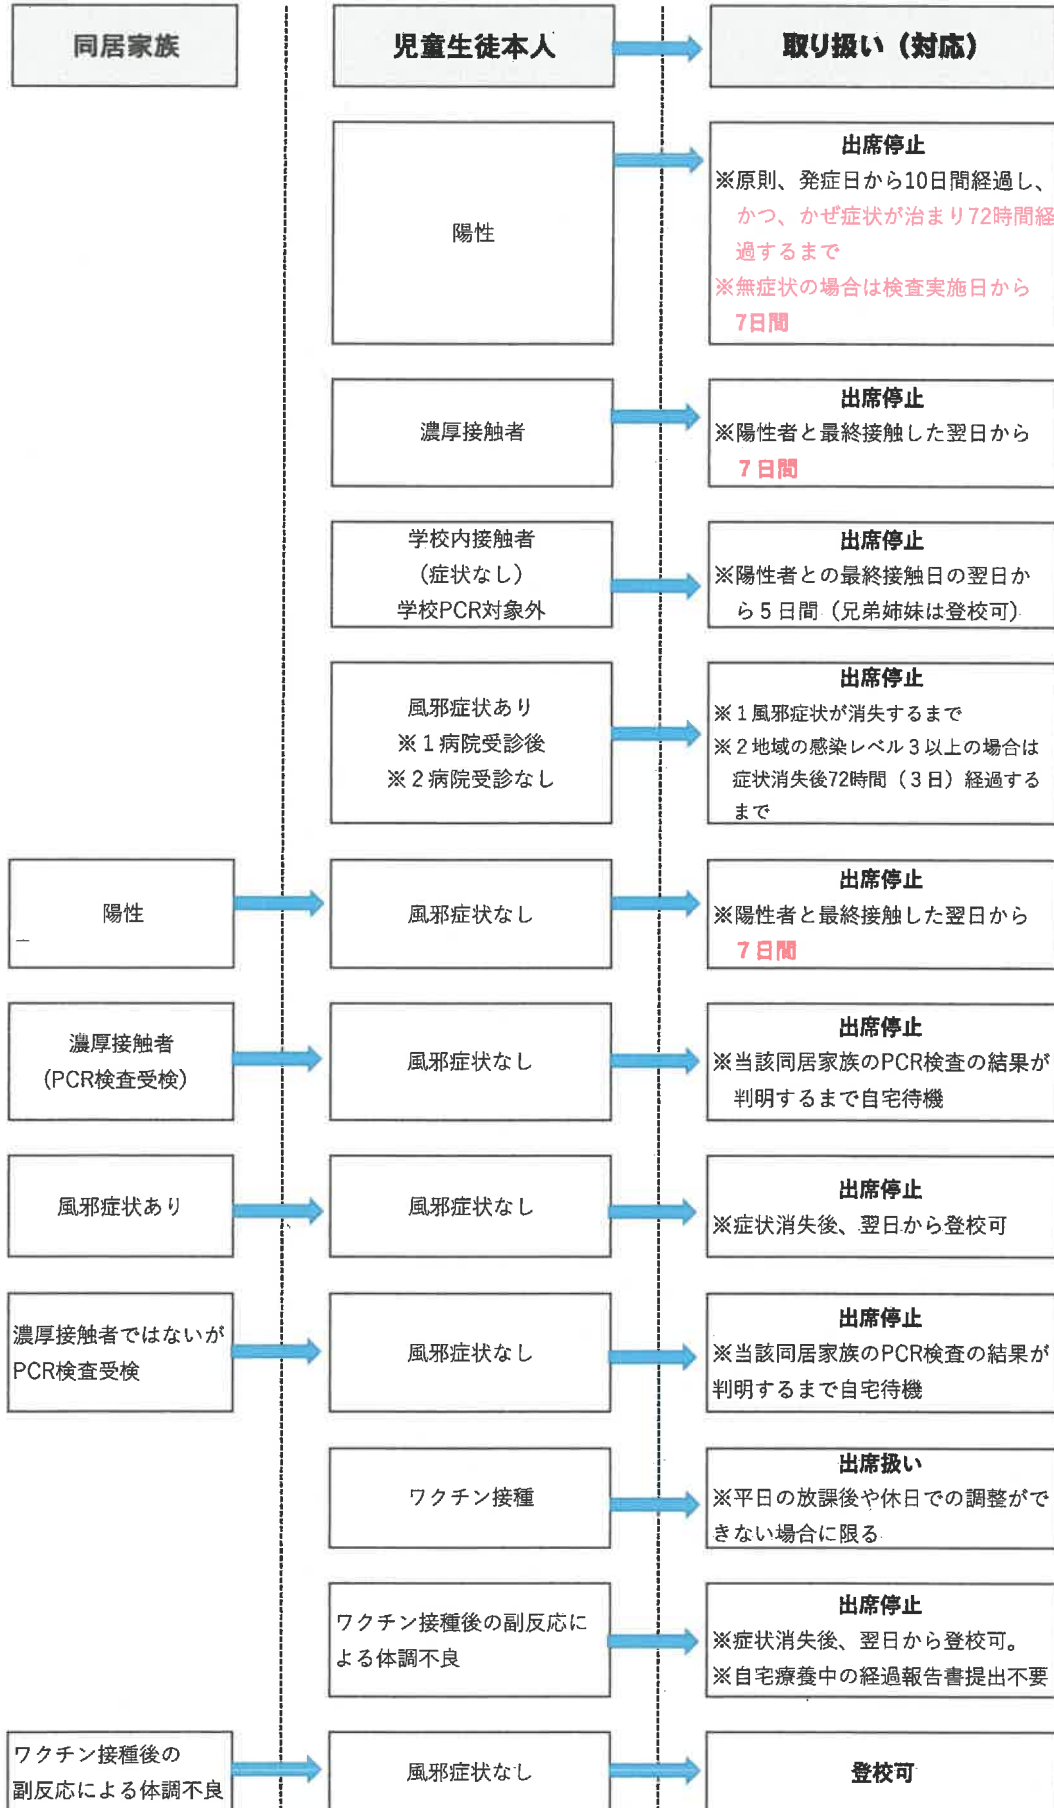 同居家族
児童生徒本人
取り扱い（対応）
陽性
出席停止
※原則、発症日から10日間経過し、
かつ、かぜ症状が治まり72時間経
過するまで
※無症状の場合は検査実施日から
7日間
濃厚接触者
出席停止
※陽性者と最終接触した翌日から
７日間
学校内接触者
（症状なし）
学校PCR対象外
出席停止
※陽性者との最終接触日の翌日か
ら５日間（兄弟姉妹は登校可）
風邪症状あり
※１病院受診後
※２病院受診なし
出席停止
※１風邪症状が消失するまで
※２地域の感染レベル３以上の場合は
症状消失後72時間（３日）経過する
まで
陽性
風邪症状なし
出席停止
※陽性者と最終接触した翌日から
７日間
濃厚接触者
（PCR検査受検）
風邪症状なし
出席停止
※当該同居家族のPCR検査の結果が
判明するまで自宅待機
風邪症状あり
風邪症状なし
出席停止
※症状消失後、翌日から登校可
濃厚接触者ではないが
PCR検査受検
風邪症状なし
出席停止
※当該同居家族のPCR検査の結果が
判明するまで自宅待機
ワクチン接種
出席扱い
※平日の放課後や休日での調整がで
きない場合に限る
ワクチン接種後の副反応に
よる体調不良
出席停止
※症状消失後、翌日から登校可。
※自宅療養中の経過報告書提出不要
ワクチン接種後の
副反応による体調不良
風邪症状なし
登校可